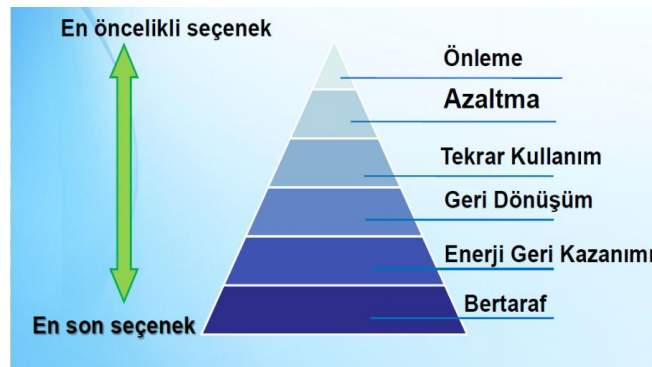 En öncelikli seçenek
Önleme
Azaltma
Tekrar Kullanım
Geri Dönüşüm
Enerji Geri Kazanımı
Bertaraf
En son seçenek